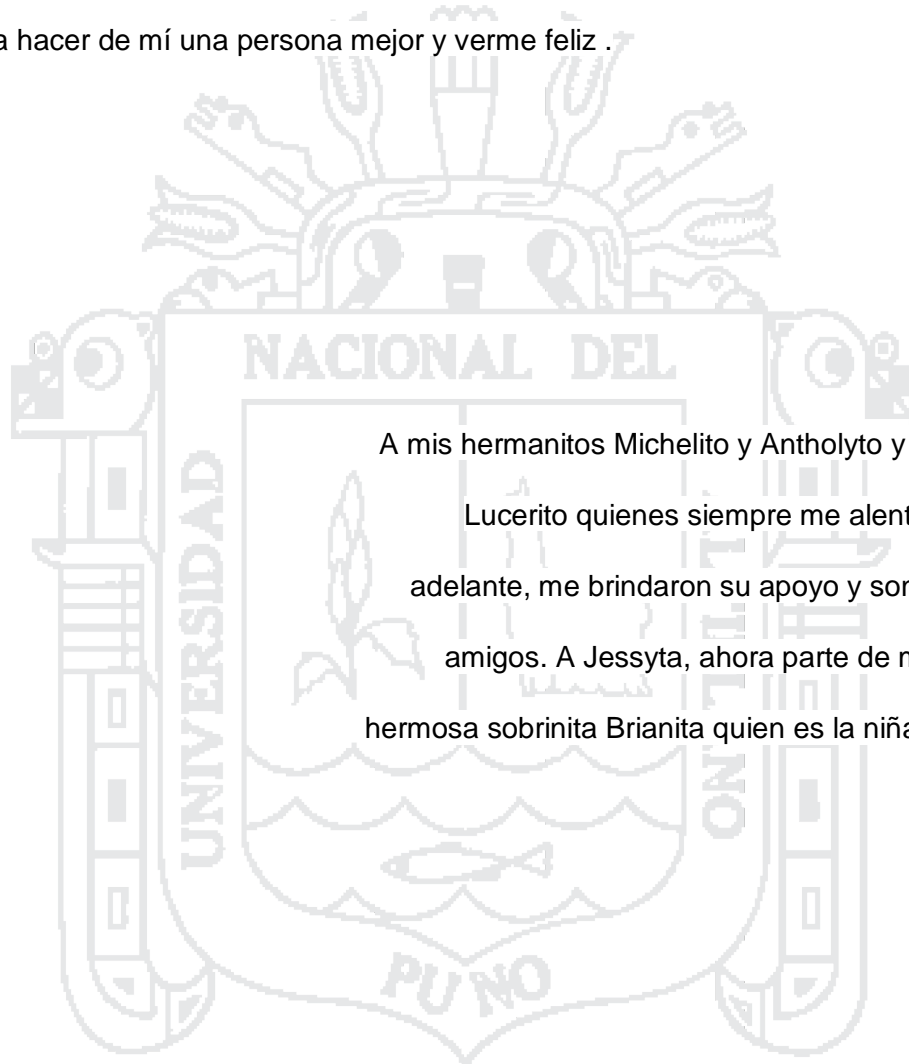 a hacer de mí una persona mejor y verme feliz .
NACIONAL DEL
A mis hermanitos Michelito y Antholyto y
UNIVERSIDAD
Lucerito quienes siempre me alent
adelante, me brindaron su apoyo y
amigos. A Jessyta, ahora parte de
hermosa sobrinita Brianita quien es la niña
PUNO